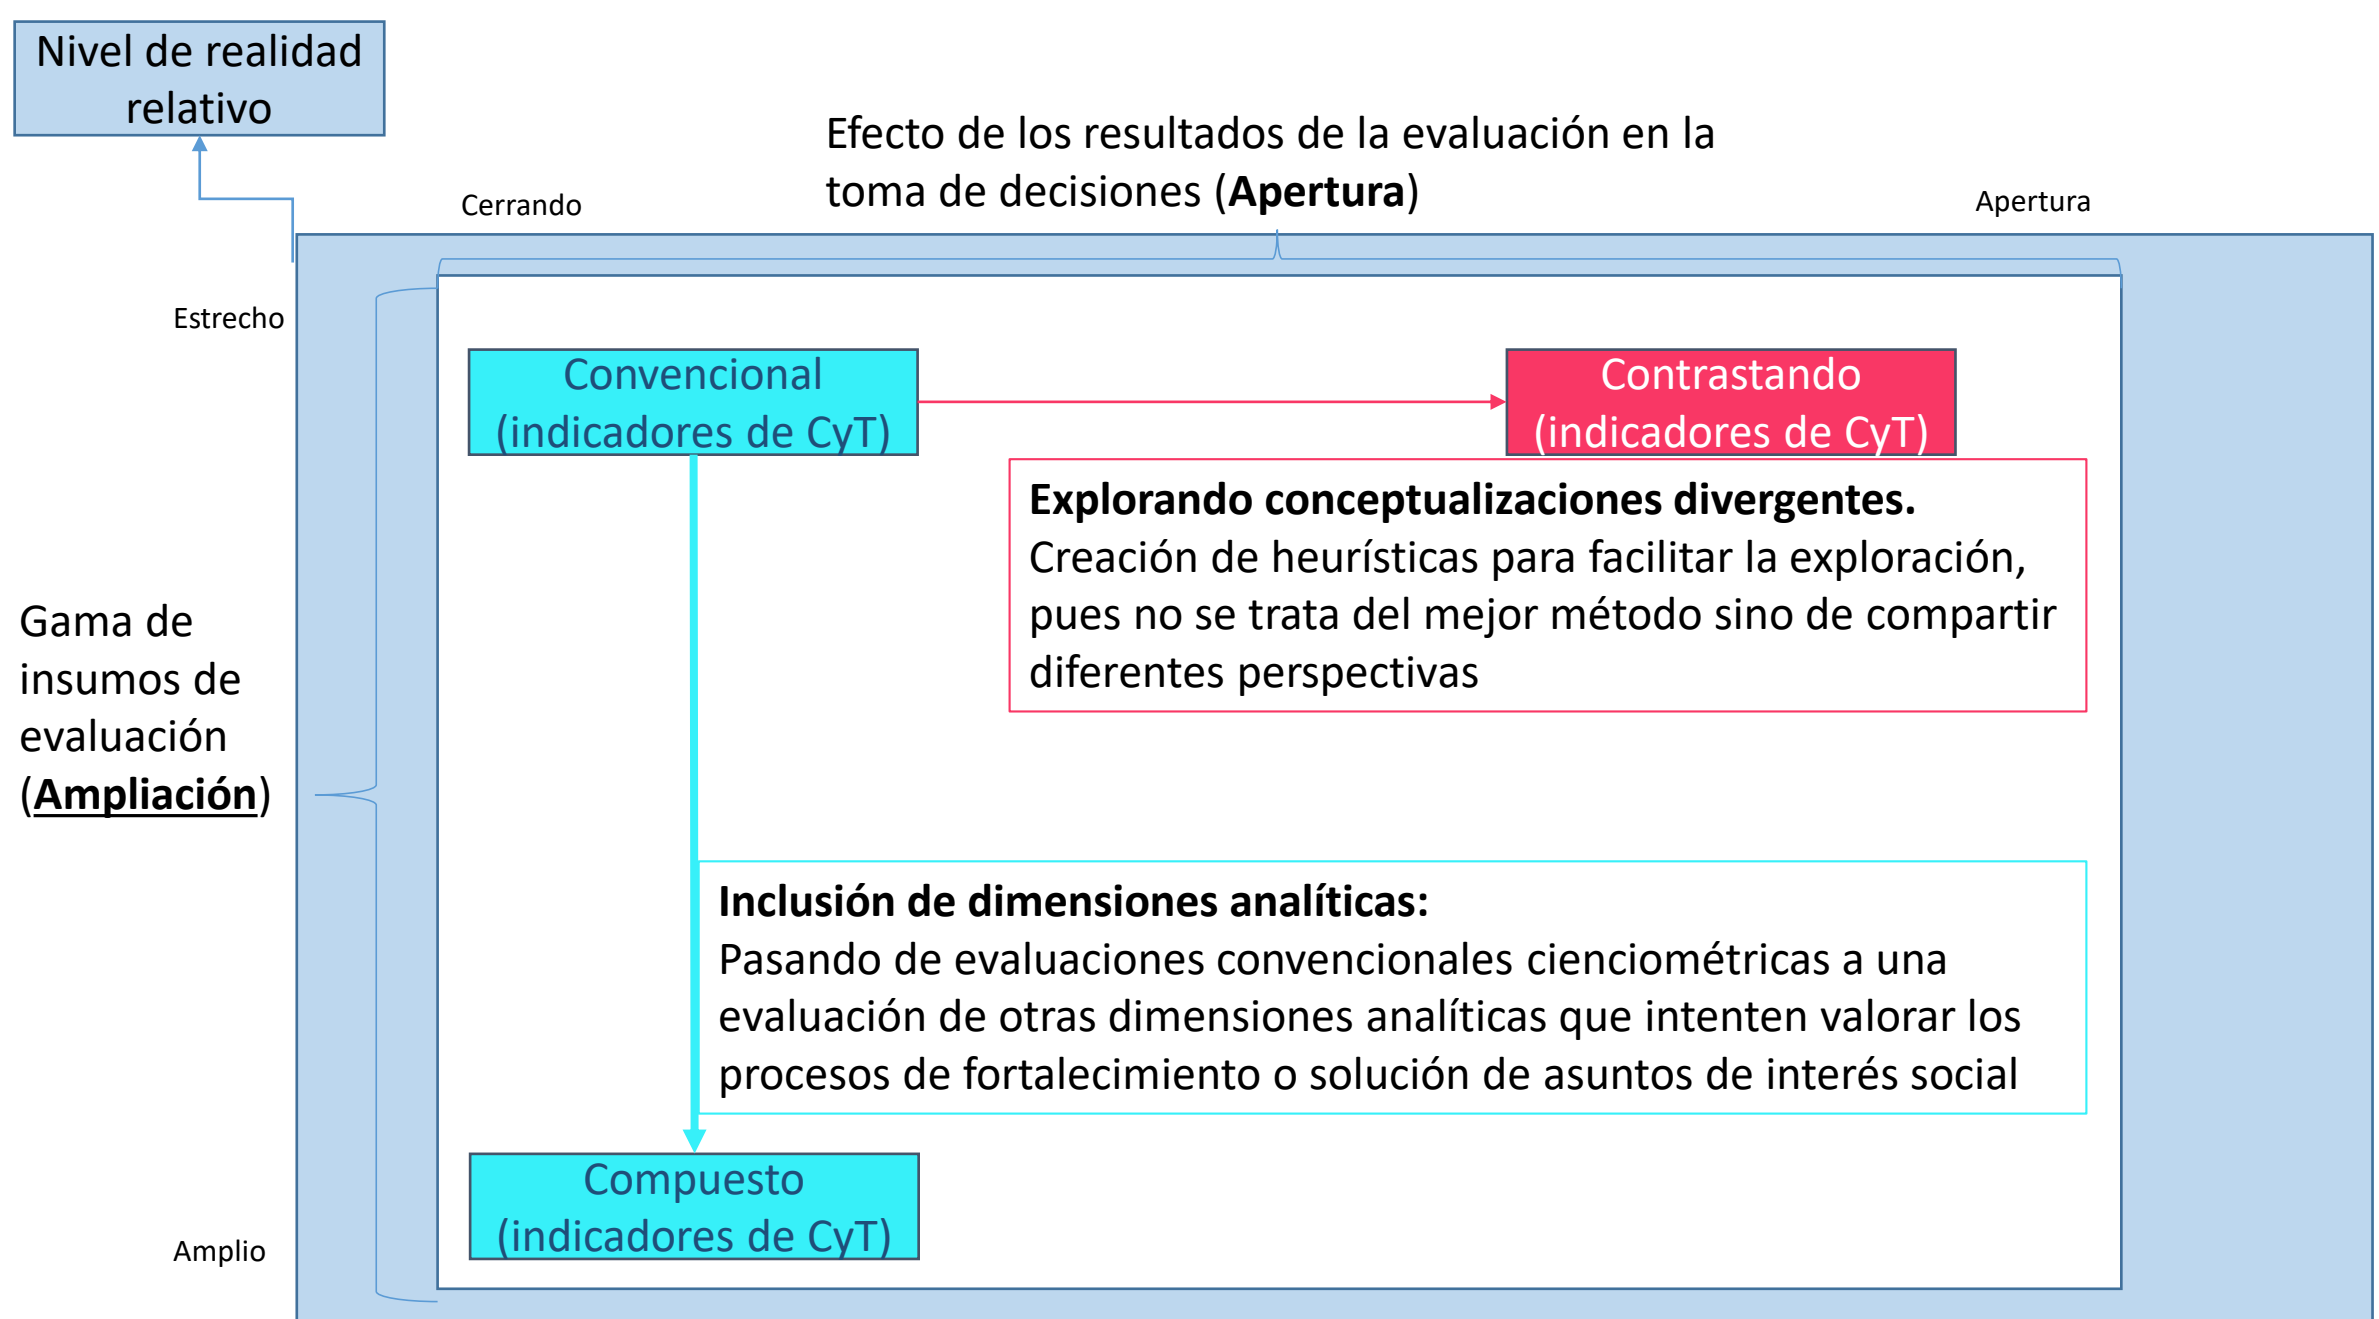 Nivel de realidad
relativo
Efecto de los resultados de la evaluación en la
toma de decisiones (Apertura)
Cerrando
Apertura
Estrecho
Convencional
(indicadores de CyT)
Contrastando
(indicadores de CyT)
Explorando conceptualizaciones divergentes.
Creación de heurísticas para facilitar la exploración,
pues no se trata del mejor método sino de compartir
diferentes perspectivas
Gama de
insumos de
evaluación
(Ampliación)
Inclusión de dimensiones analíticas:
Pasando de evaluaciones convencionales cienciométricas a una
evaluación de otras dimensiones analíticas que intenten valorar los
procesos de fortalecimiento o solución de asuntos de interés social
Compuesto
(indicadores de CyT)
Amplio